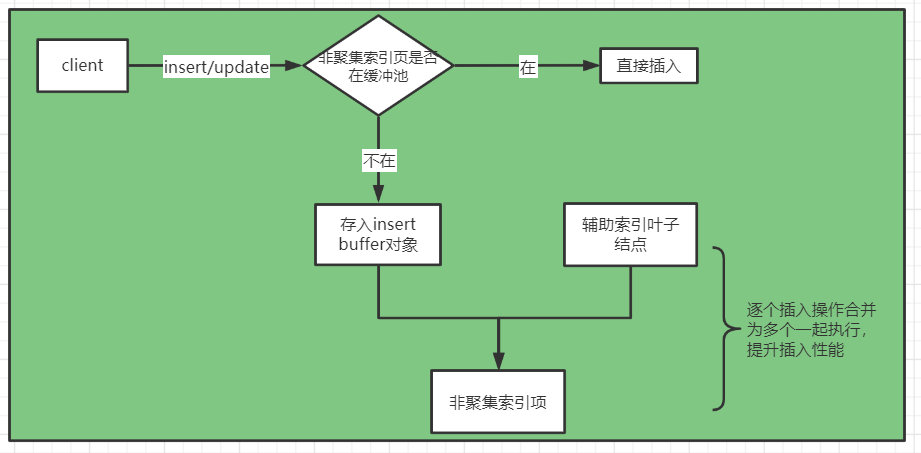 client
insert/update
非聚集索引页是否
在缓冲池
在
直接插入
不在
存入insert
buffer对象
辅助索引叶子
结点
逐个插入操作合并
为多个一起执行，
提升插入性能
非聚集索引项